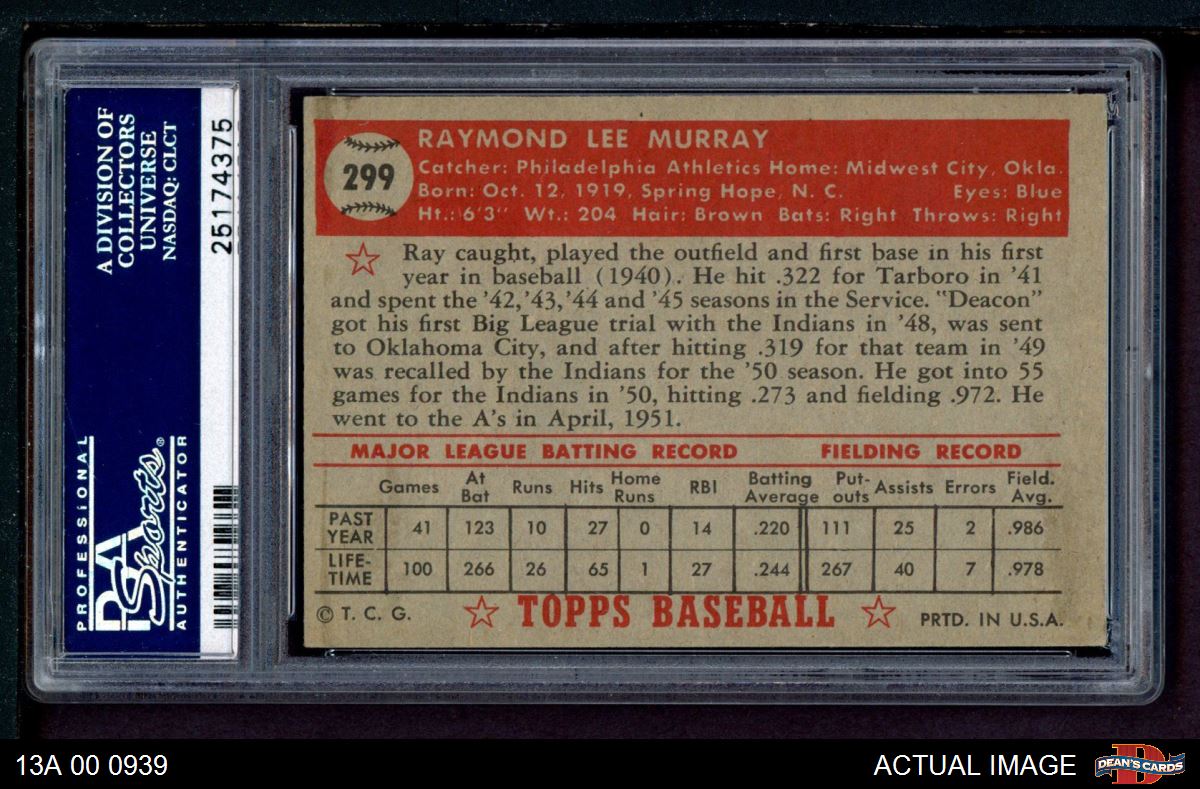 A DIVISION OF
COLLECTORS
UNIVERSE
NASDAQ: CLCT
25174375
PROFESSIONAL
PSA
Sports®
AUTHENTICATOR
299
RAYMOND LEE MURRAY
Catcher: Philadelphia Athletics Home: Midwest City, Okla.
Born: Oct. 12, 1919, Spring Hope, N. C. Eyes: Blue
Ht.: 6'3" Wt.: 204 Hair: Brown Bats: Right Throws: Right
Ray caught, played the outfield and first base in his first
year in baseball (1940). He hit .322 for Tarboro in '41
and spent the '42,'43,'44 and '45 seasons in the Service. "Deacon"
got his first Big League trial with the Indians in '48, was sent
to Oklahoma City, and after hitting .319 for that team in '49
was recalled by the Indians for the '50 season. He got into 55
games for the Indians in '50, hitting .273 and fielding .972. He
went to the A's in April, 1951.
MAJOR LEAGUE BATTING RECORD FIELDING RECORD
Games At Bat Runs Hits Home Runs RBI Batting Average Put-outs Assists Errors Field. Avg.
PAST YEAR 41 123 10 27 0 14 .220 111 25 2 .986
LIFE-TIME 100 266 26 65 1 27 .244 267 40 7 .978
© T. C. G. TOPPS BASEBALL PRTD. IN U.S.A.
13A 00 0939 ACTUAL IMAGE DEAN'S CARDS